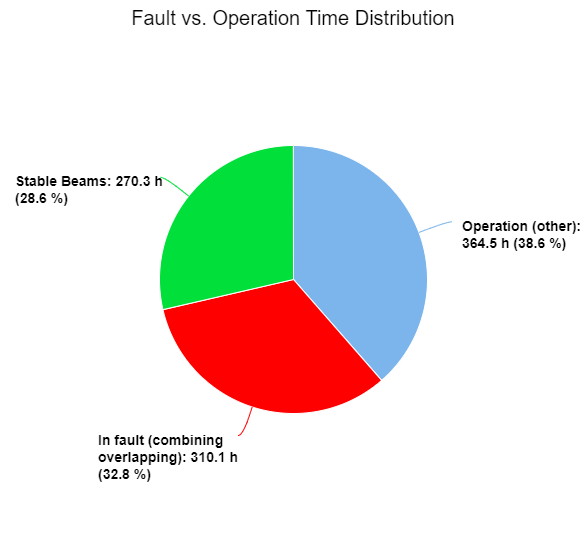 Fault vs. Operation Time Distribution
Stable Beams: 270.3 h
(28.6 %)
Operation (other):
364.5 h (38.6 %)
In fault (combining
overlapping): 310.1 h
(32.8 %)